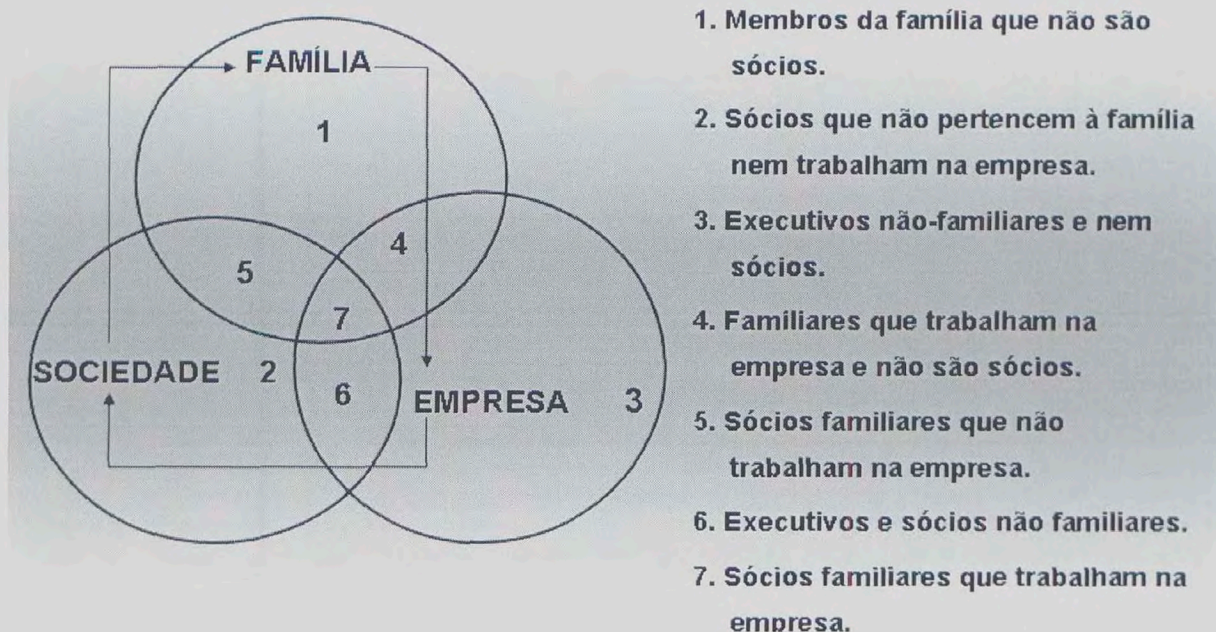 FAMÍLIA
1
4
5
7
SOCIEDADE 2
6
EMPRESA 3
1. Membros da família que não são
sócios.
2. Sócios que não pertencem à família
nem trabalham na empresa.
3. Executivos não-familiares e nem
sócios.
4. Familiares que trabalham na
empresa e não são sócios.
5. Sócios familiares que não
trabalham na empresa.
6. Executivos e sócios não familiares.
7. Sócios familiares que trabalham na
empresa.